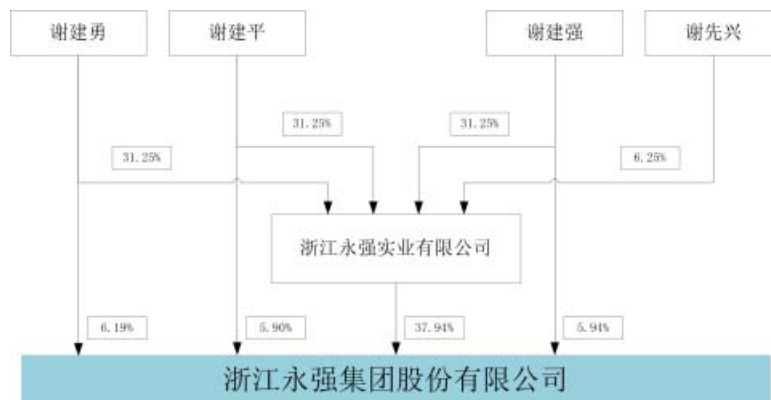 谢建勇
谢建平
谢建强
谢先兴
31.25%
31.25%
31.25%
6.25%
浙江永强实业有限公司
6.19%
5.90%
37.94%
5.94%
浙江永强集团股份有限公司